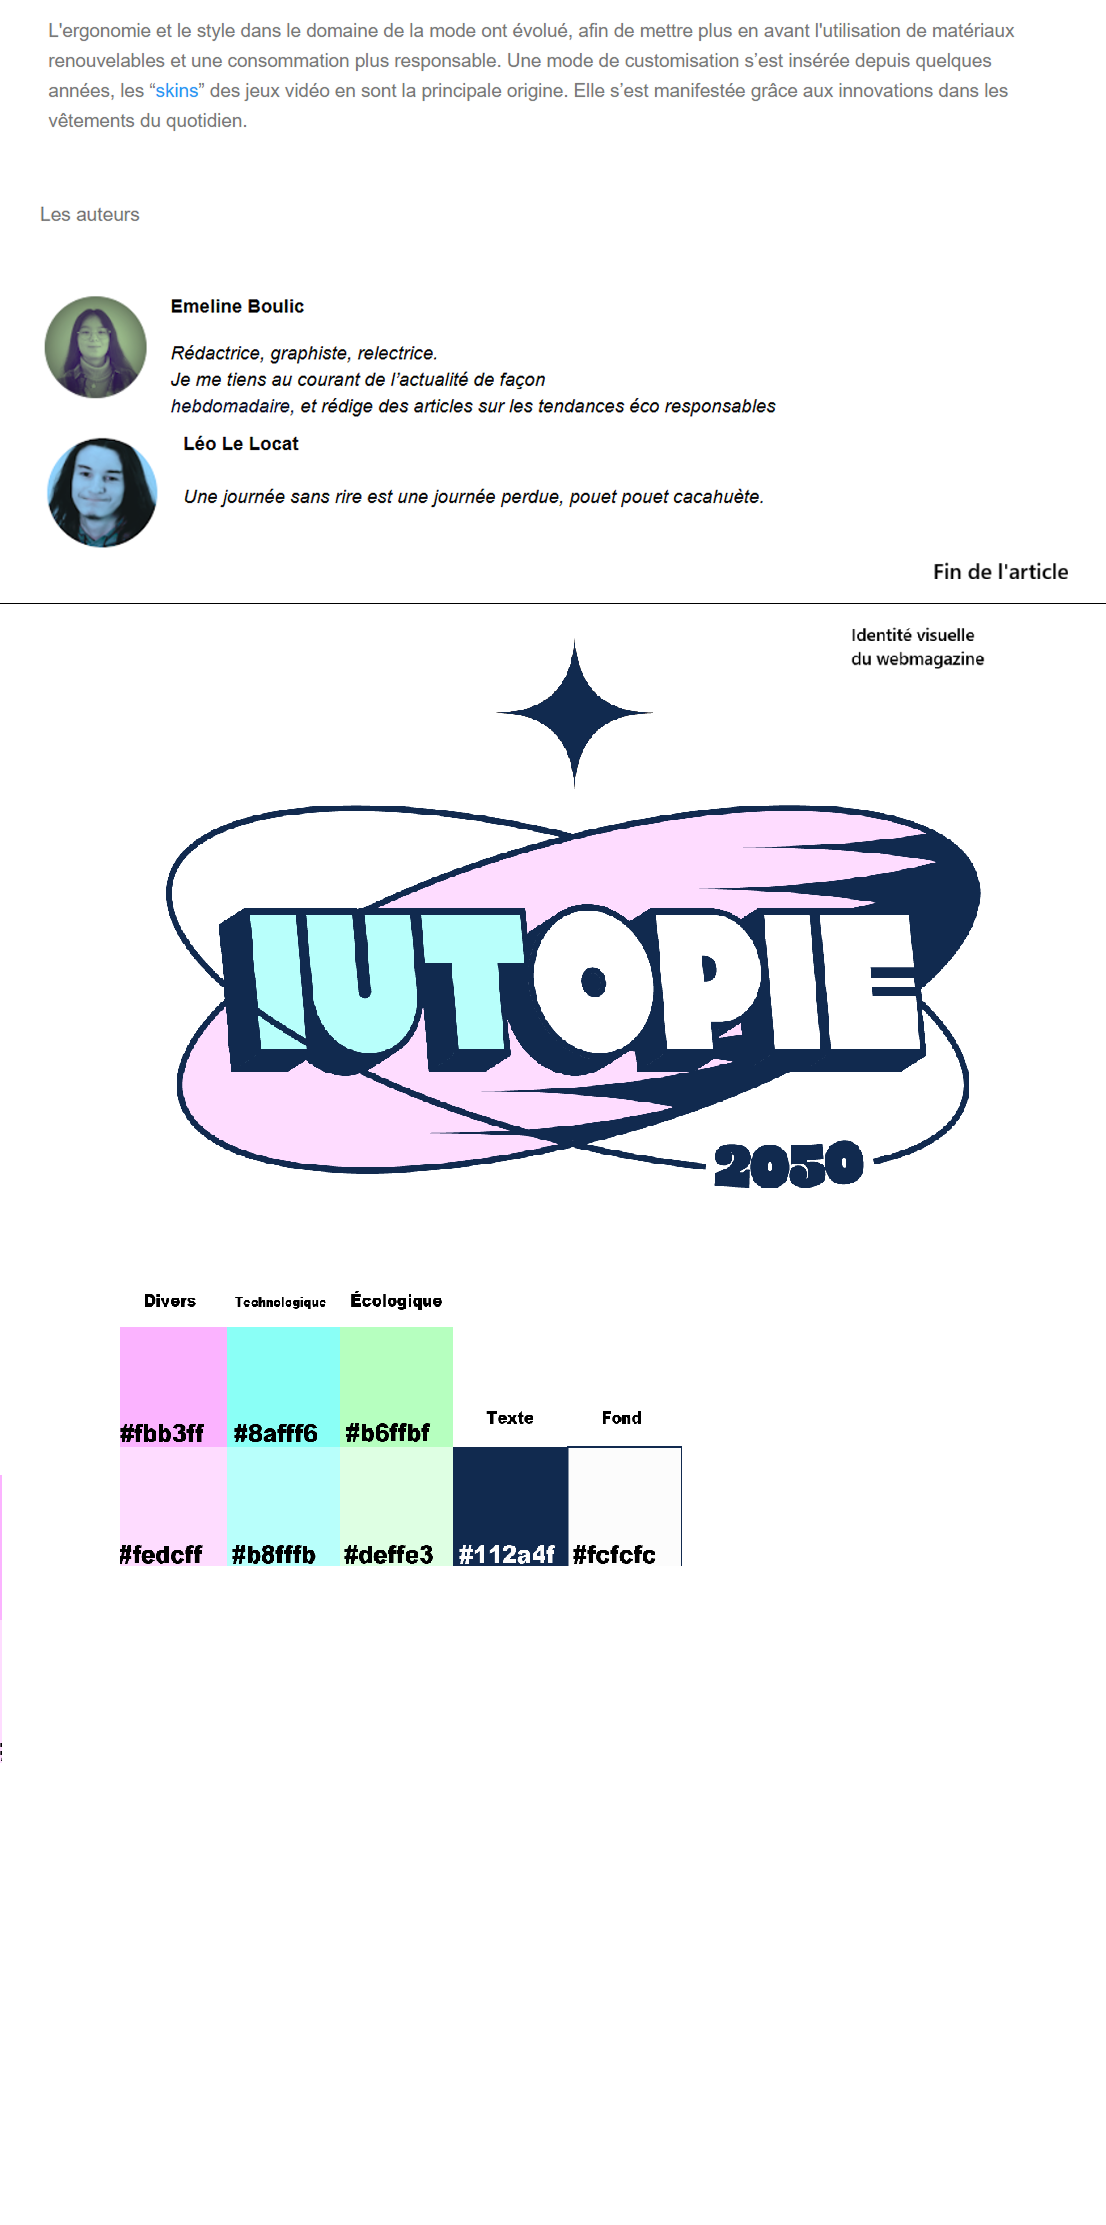 L'ergonomie et le style dans le domaine de la mode ont évolué, afin de mettre plus en avant l'utilisation de matériaux
renouvelables et une consommation plus responsable. Une mode de customisation s’est insérée depuis quelques
années, les “skins” des jeux vidéo en sont la principale origine. Elle s’est manifestée grâce aux innovations dans les
vêtements du quotidien.
Les auteurs
Emeline Boulic
Rédactrice, graphiste, relectrice.
Je me tiens au courant de l’actualité de façon
hebdomadaire, et rédige des articles sur les tendances éco responsables
Léo Le Locat
Une journée sans rire est une journée perdue, pouet pouet cacahuète.
Fin de l'article
Identité visuelle
du webmagazine
IUTOPIE
2050
Divers Technologique Écologique
#fbb3ff #8afff6 #b6ffbf
Texte Fond
#fedcff #b8fffb #deffe3 #112a4f #fcfcfc